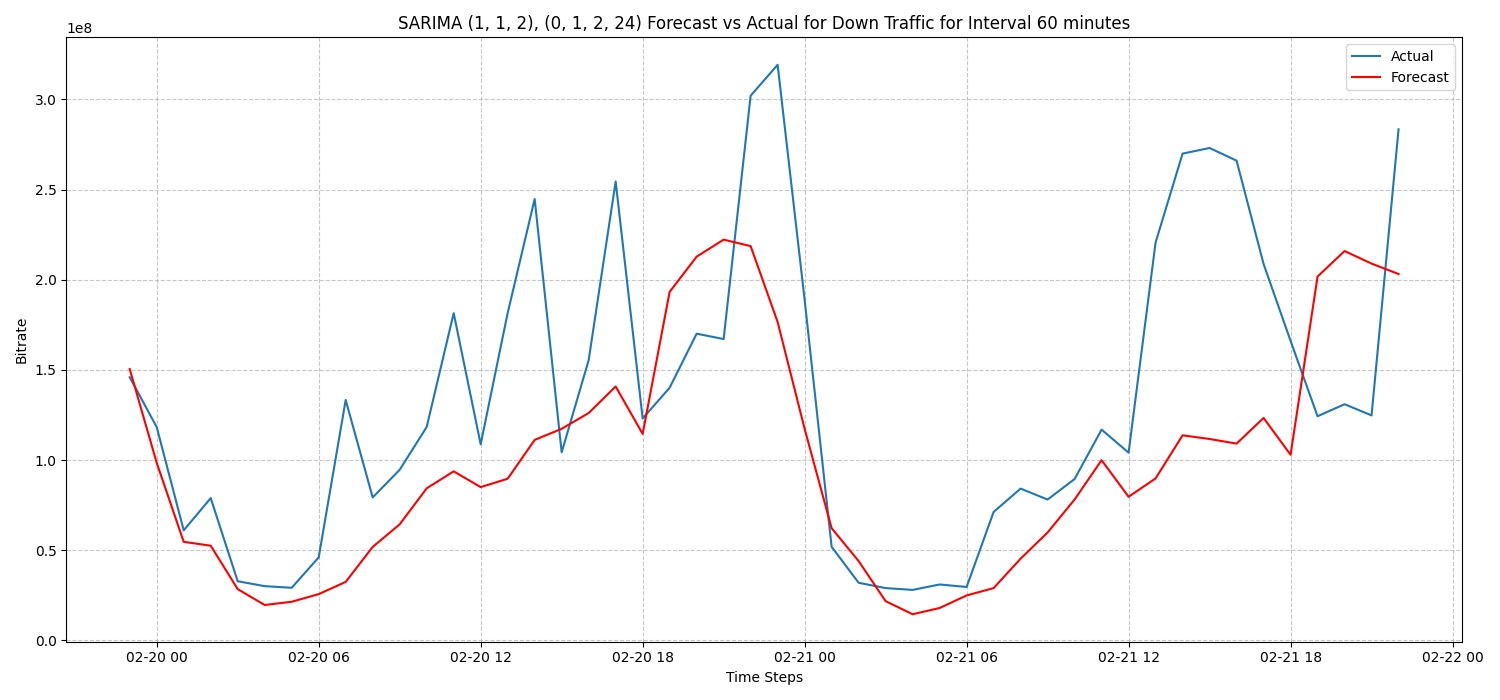 SARIMA (1, 1, 2), (0, 1, 2, 24) Forecast vs Actual for Down Traffic for Interval 60 minutes
1e8
Actual
Forecast
3.0
2.5
2.0
1.5
1.0
0.5
0.0
Bitrate
02-20 00
02-20 06
02-20 12
02-20 18
02-21 00
02-21 06
02-21 12
02-21 18
02-22 00
Time Steps